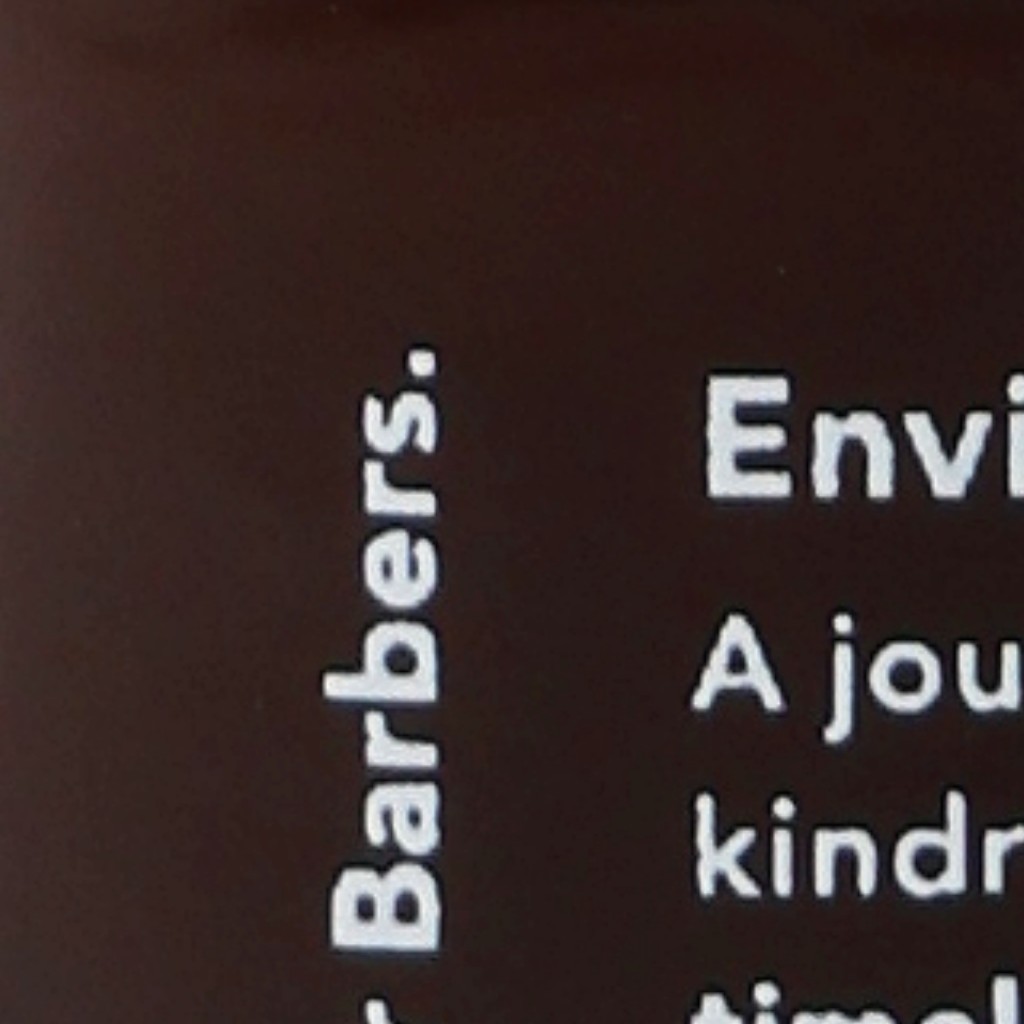 Barbers.
Envi
A jou
kindr